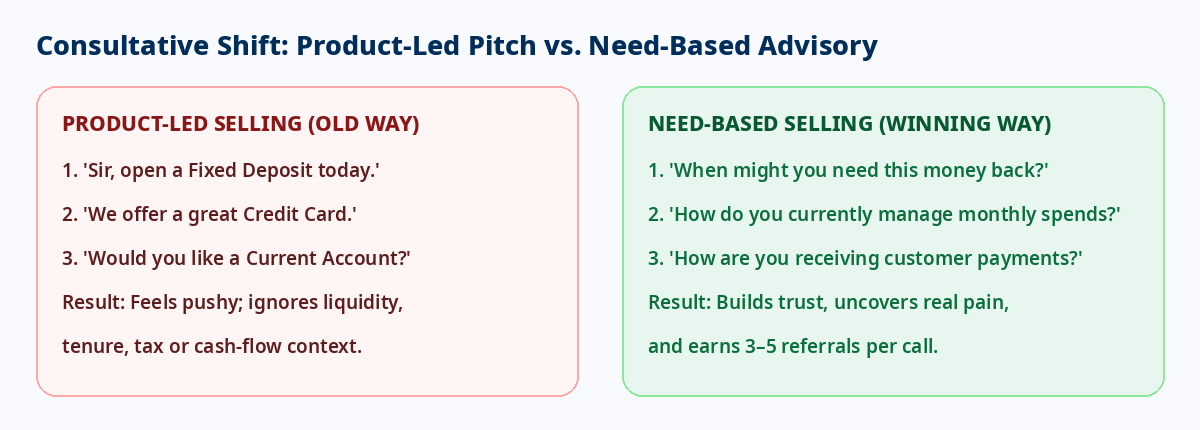 Consultative Shift: Product-Led Pitch vs. Need-Based Advisory
PRODUCT-LED SELLING (OLD WAY)
1. 'Sir, open a Fixed Deposit today.'
2. 'We offer a great Credit Card.'
3. 'Would you like a Current Account?'
Result: Feels pushy; ignores liquidity,
tenure, tax or cash-flow context.
NEED-BASED SELLING (WINNING WAY)
1. 'When might you need this money back?'
2. 'How do you currently manage monthly spends?'
3. 'How are you receiving customer payments?'
Result: Builds trust, uncovers real pain,
and earns 3–5 referrals per call.